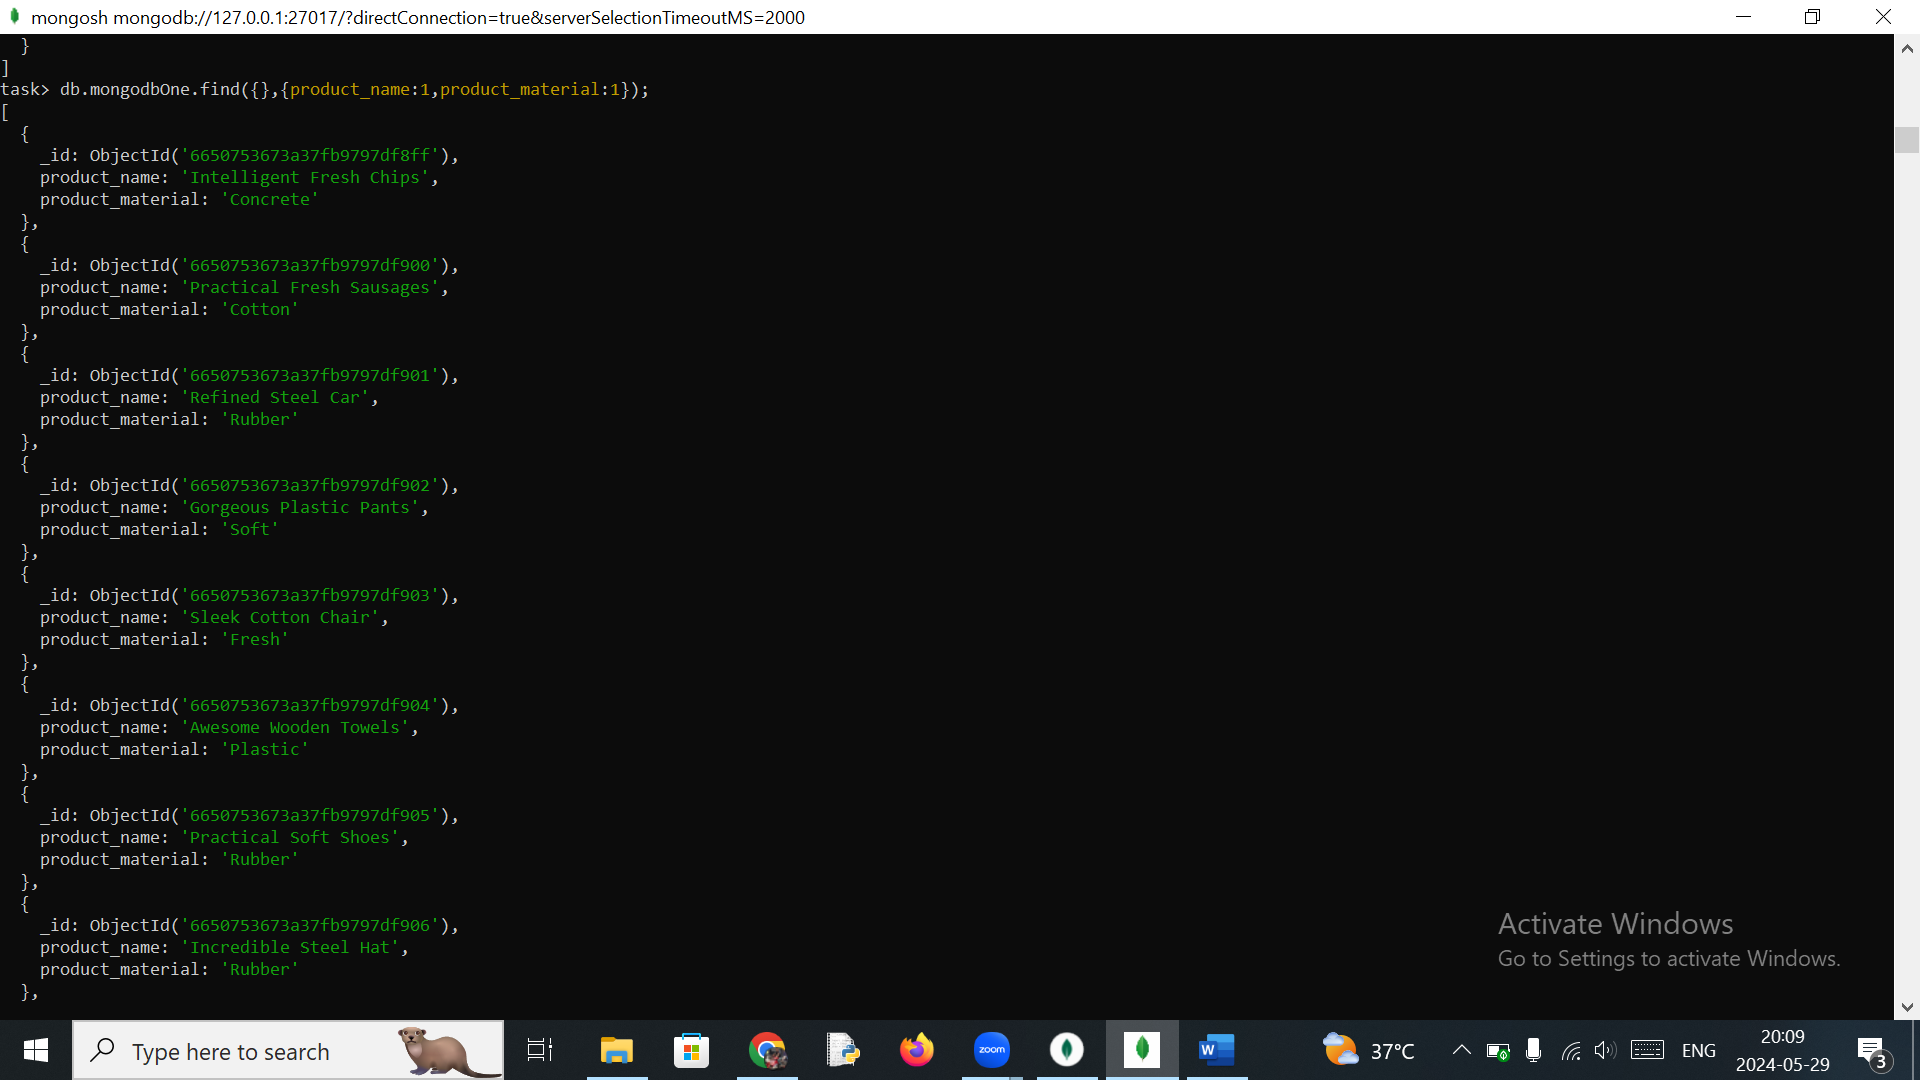 mongosh mongodb://127.0.0.1:27017/?directConnection=true&serverSelectionTimeoutMS=2000
}
]
task> db.mongodbOne.find({},{product_name:1,product_material:1});
[
{
_id: ObjectId('6650753673a37fb9797df8ff'),
product_name: 'Intelligent Fresh Chips',
product_material: 'Concrete'
},
{
_id: ObjectId('6650753673a37fb9797df900'),
product_name: 'Practical Fresh Sausages',
product_material: 'Cotton'
},
{
_id: ObjectId('6650753673a37fb9797df901'),
product_name: 'Refined Steel Car',
product_material: 'Rubber'
},
{
_id: ObjectId('6650753673a37fb9797df902'),
product_name: 'Gorgeous Plastic Pants',
product_material: 'Soft'
},
{
_id: ObjectId('6650753673a37fb9797df903'),
product_name: 'Sleek Cotton Chair',
product_material: 'Fresh'
},
{
_id: ObjectId('6650753673a37fb9797df904'),
product_name: 'Awesome Wooden Towels',
product_material: 'Plastic'
},
{
_id: ObjectId('6650753673a37fb9797df905'),
product_name: 'Practical Soft Shoes',
product_material: 'Rubber'
},
{
_id: ObjectId('6650753673a37fb9797df906'),
product_name: 'Incredible Steel Hat',
product_material: 'Rubber'
},
Activate Windows
Go to Settings to activate Windows.
Type here to search
zoom
W
37°C
ENG
20:09
2024-05-29
3